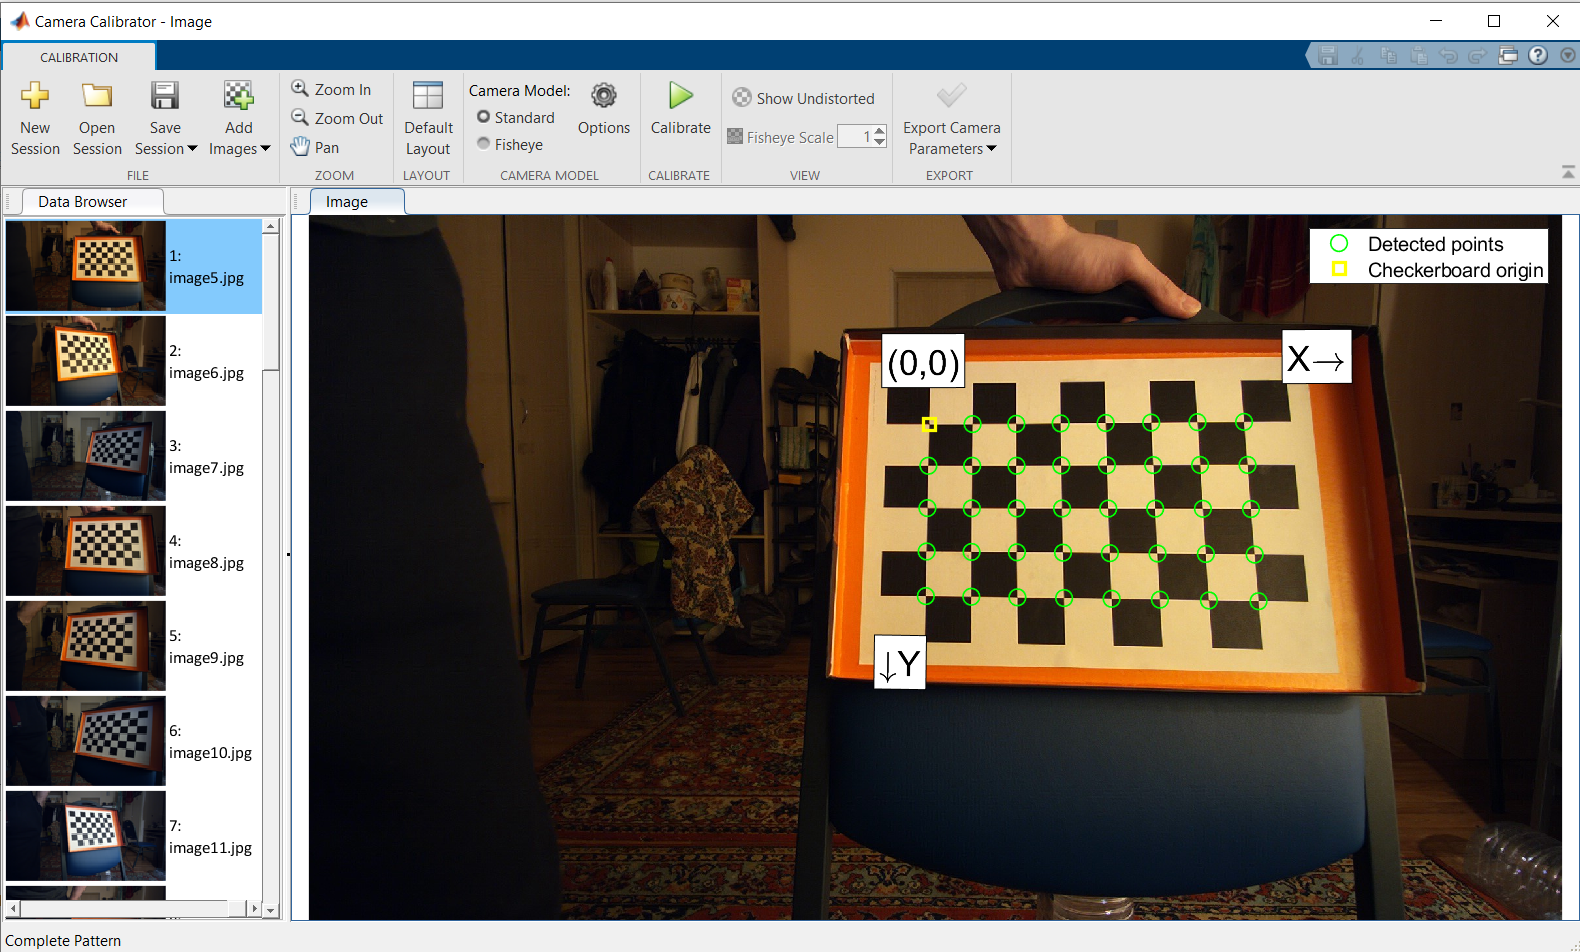 Camera Calibrator - Image
CALIBRATION
New Session
Open Session
Save Session
Add Images
FILE
Zoom In
Zoom Out
Pan
ZOOM
Default Layout
LAYOUT
Camera Model:
Standard
Fisheye
Options
CAMERA MODEL
Calibrate
CALIBRATE
Show Undistorted
Fisheye Scale 1
VIEW
Export Camera Parameters
EXPORT
Data Browser
1:
image5.jpg
2:
image6.jpg
3:
image7.jpg
4:
image8.jpg
5:
image9.jpg
6:
image10.jpg
7:
image11.jpg
Image
Detected points
Checkerboard origin
(0,0)
X→
↓Y
Complete Pattern